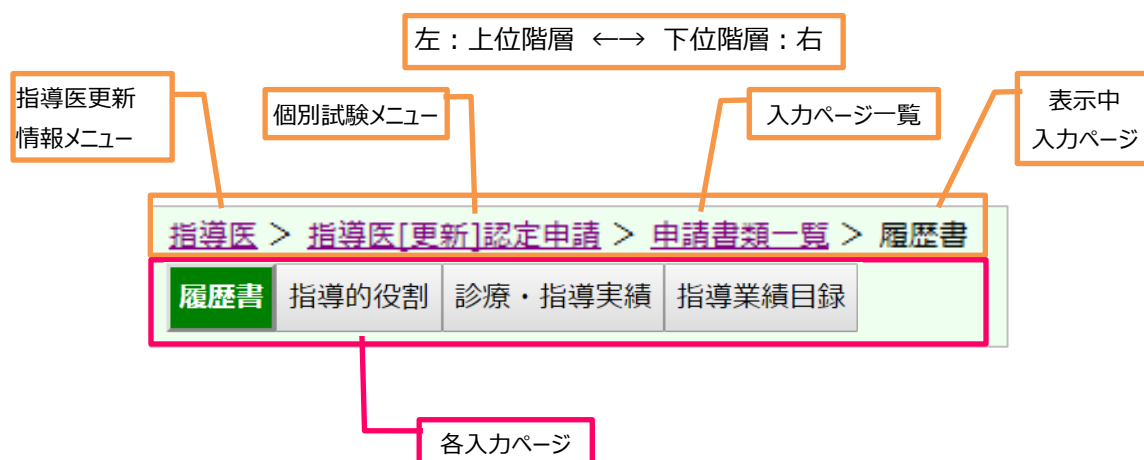 左：上位階層 ←→ 下位階層：右
指導医更新
情報メニュー
個別試験メニュー
入力ページ一覧
表示中
入力ページ
指導医 > 指導医[更新]認定申請 > 申請書類一覧 > 履歴書
履歴書 指導的役割 診療・指導実績 指導業績目録
各入力ページ